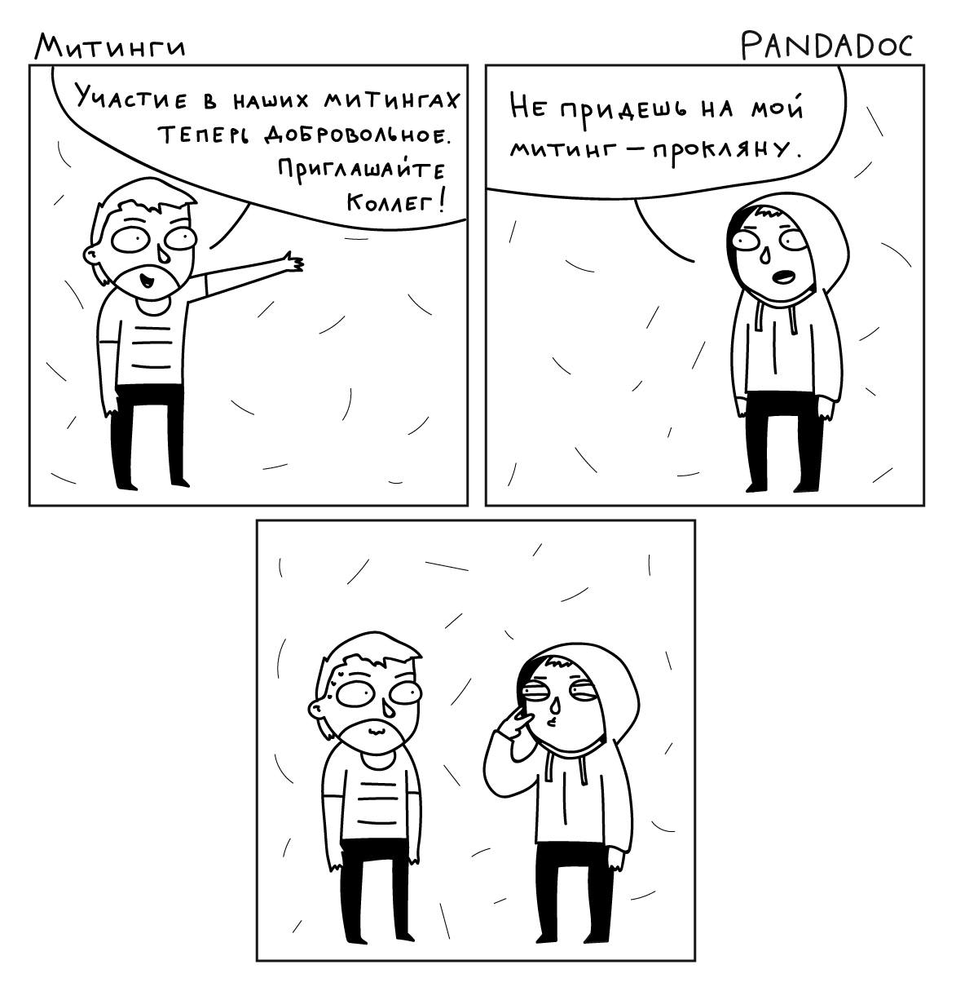 Митинги
PANDADOC
Участие в наших митингах
теперь добровольное.
Приглашайте
коллег!
Не придешь на мой
митинг — прокляну.